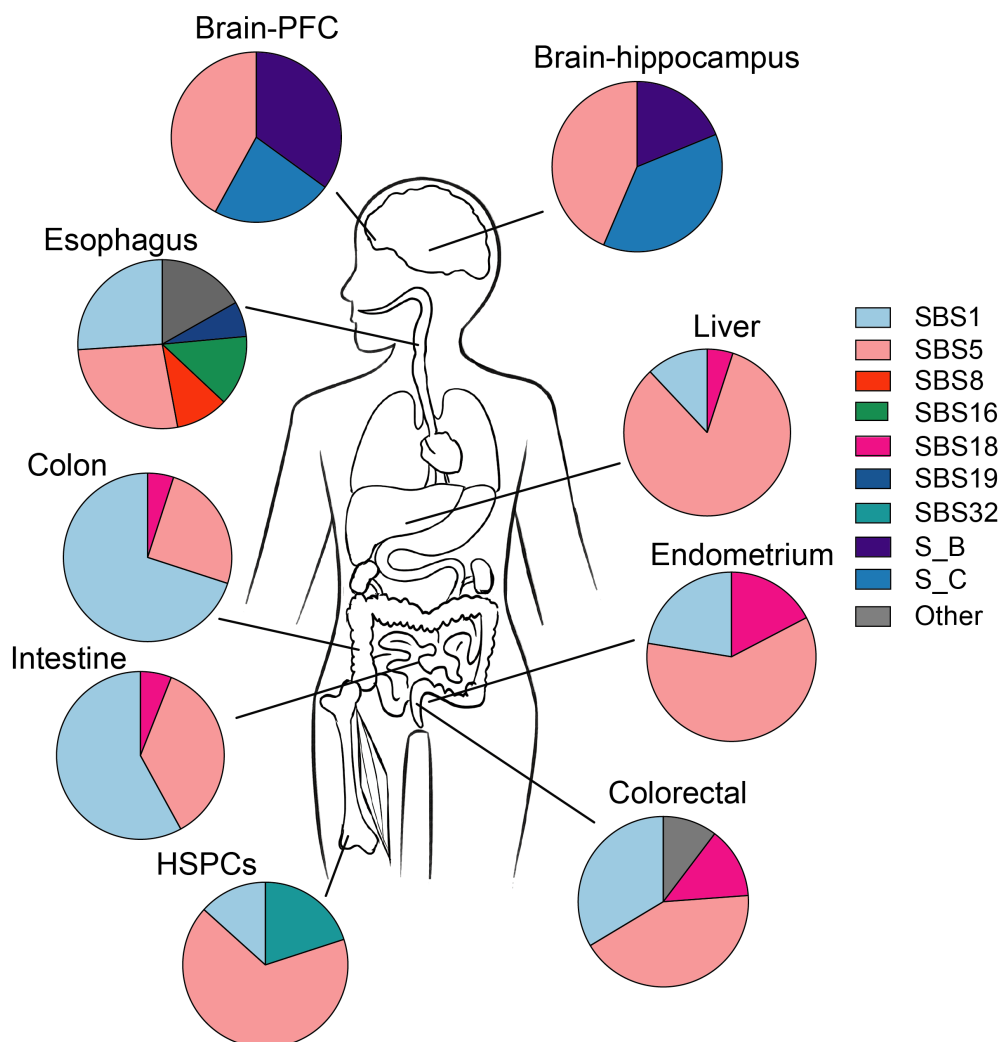 Brain-PFC
Brain-hippocampus
Esophagus
Liver
Colon
Endometrium
Intestine
Colorectal
HSPCs
SBS1
SBS5
SBS8
SBS16
SBS18
SBS19
SBS32
S_B
S_C
Other